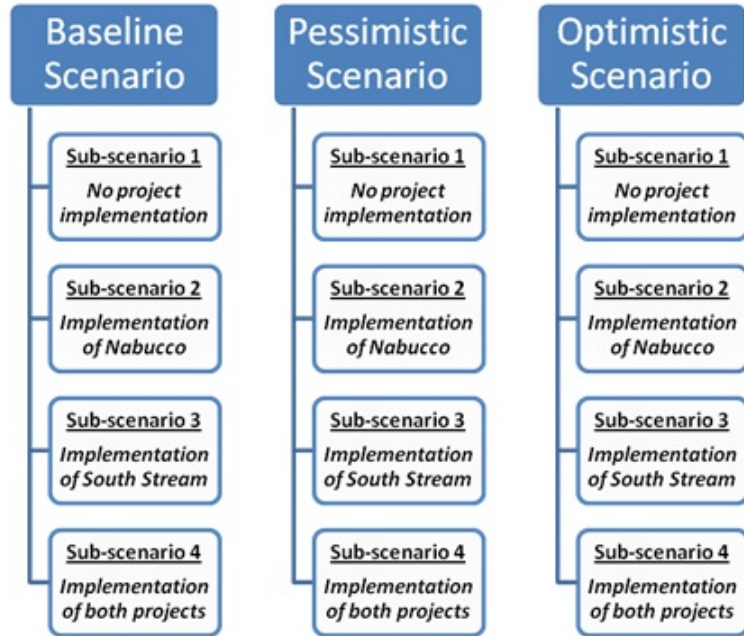 Baseline
Scenario
Sub-scenario 1
No project
implementation
Sub-scenario 2
Implementation
of Nabucco
Sub-scenario 3
Implementation
of South Stream
Sub-scenario 4
Implementation
of both projects
Pessimistic
Scenario
Sub-scenario 1
No project
implementation
Sub-scenario 2
Implementation
of Nabucco
Sub-scenario 3
Implementation
of South Stream
Sub-scenario 4
Implementation
of both projects
Optimistic
Scenario
Sub-scenario 1
No project
implementation
Sub-scenario 2
Implementation
of Nabucco
Sub-scenario 3
Implementation
of South Stream
Sub-scenario 4
Implementation
of both projects